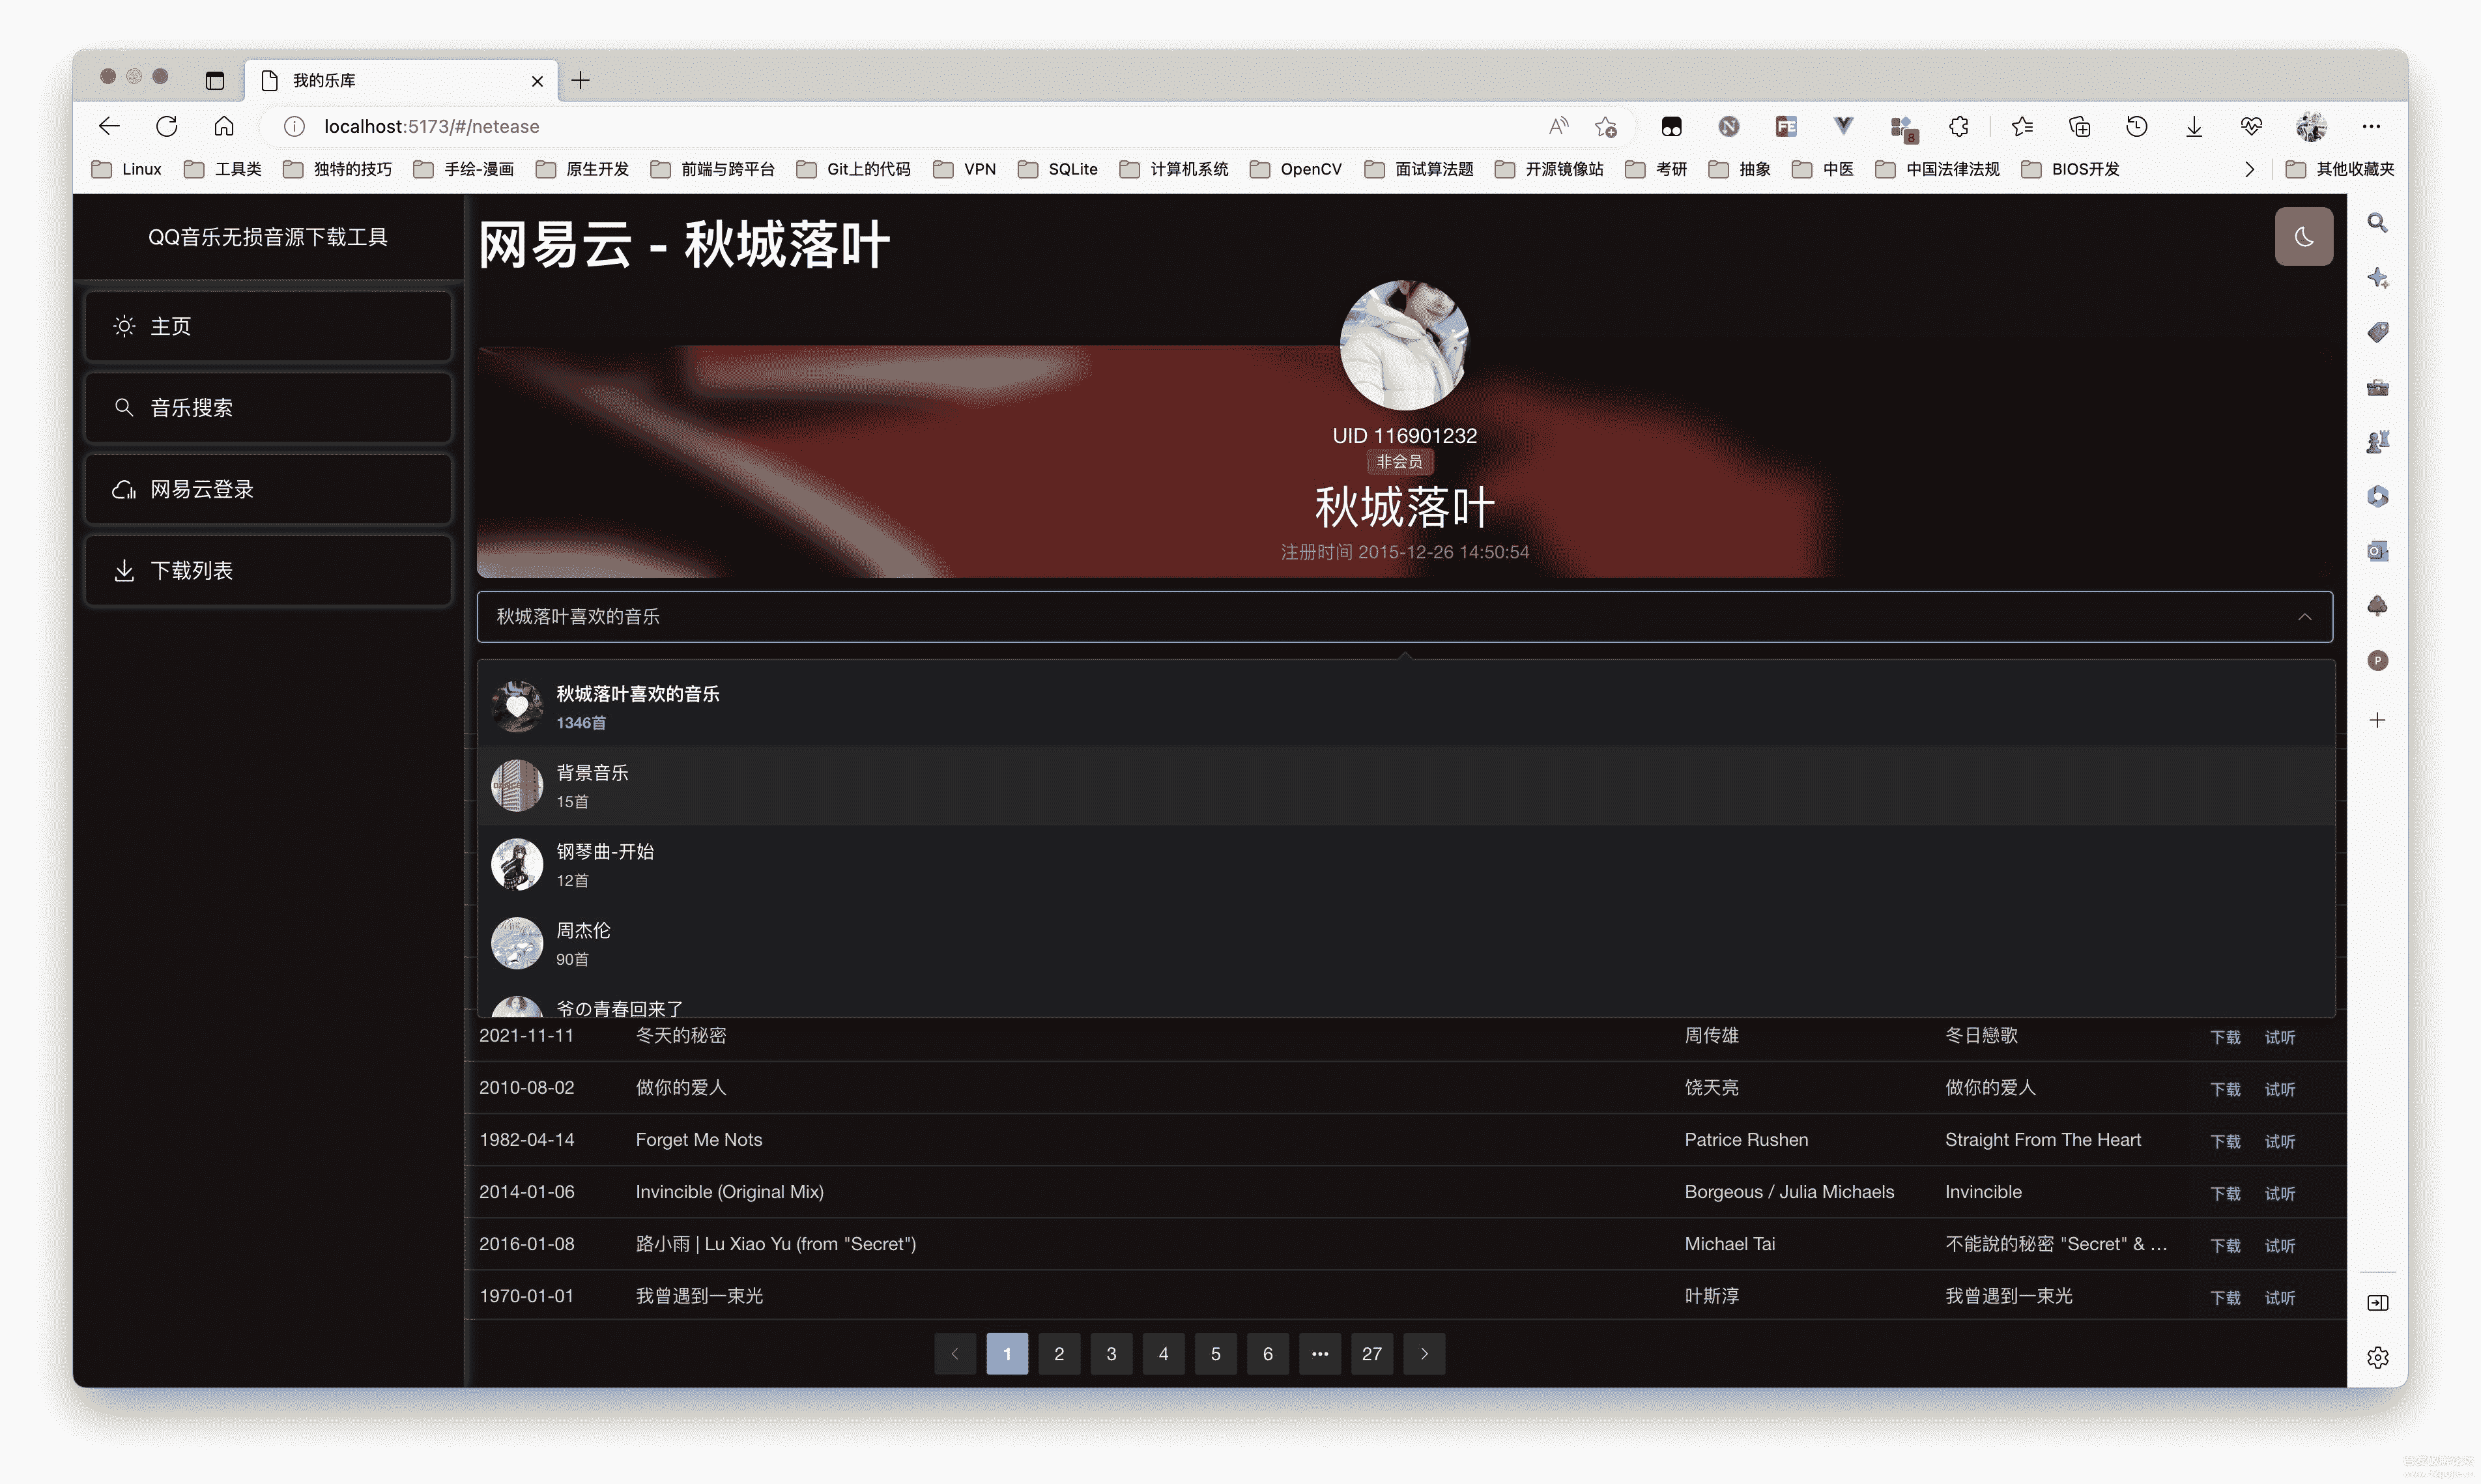 我的乐库
localhost:5173/#/netease
Linux 工具类 独特的技巧 手绘-漫画 原生开发 前端与跨平台 Git上的代码 VPN SQLite 计算机系统 OpenCV 面试算法题 开源镜像站 考研 抽象 中医 中国法律法规 BIOS开发 其他收藏夹
QQ音乐无损音源下载工具
主页
音乐搜索
网易云登录
下载列表
网易云 - 秋城落叶
UID 116901232
非会员
秋城落叶
注册时间 2015-12-26 14:50:54
秋城落叶喜欢的音乐
秋城落叶喜欢的音乐
1346首
背景音乐
15首
钢琴曲-开始
12首
周杰伦
90首
爷の青春回来了
2021-11-11 冬天的秘密 周传雄 冬日戀歌 下载 试听
2010-08-02 做你的爱人 饶天亮 做你的爱人 下载 试听
1982-04-14 Forget Me Nots Patrice Rushen Straight From The Heart 下载 试听
2014-01-06 Invincible (Original Mix) Borgeous / Julia Michaels Invincible 下载 试听
2016-01-08 路小雨 | Lu Xiao Yu (from "Secret") Michael Tai 不能說的秘密 "Secret" & ... 下载 试听
1970-01-01 我曾遇到一束光 叶斯淳 我曾遇到一束光 下载 试听
1 2 3 4 5 6 ••• 27